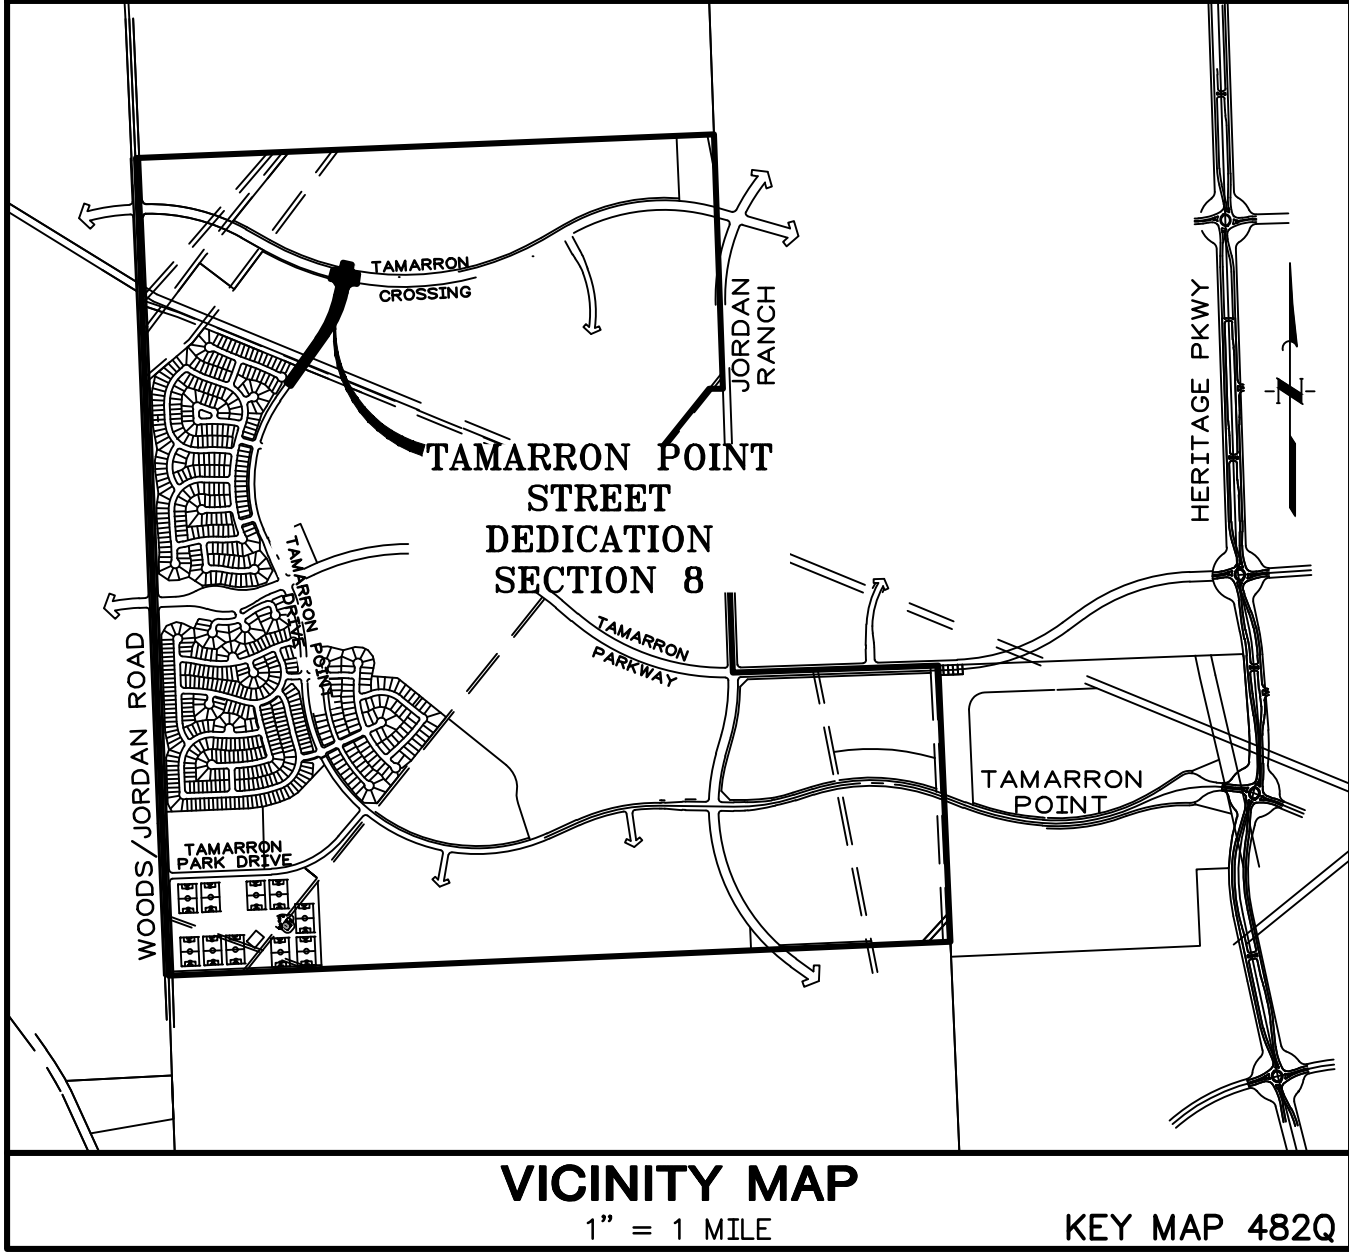 TAMARRON
CROSSING
JORDAN
RANCH
HERITAGE PKWY
N
TAMARRON POINT
STREET
DEDICATION
SECTION 8
TAMARRON POINT
DRIVE
TAMARRON
PARKWAY
WOODS/JORDAN ROAD
TAMARRON
POINT
TAMARRON
PARK DRIVE
VICINITY MAP
1" = 1 MILE
KEY MAP 482Q